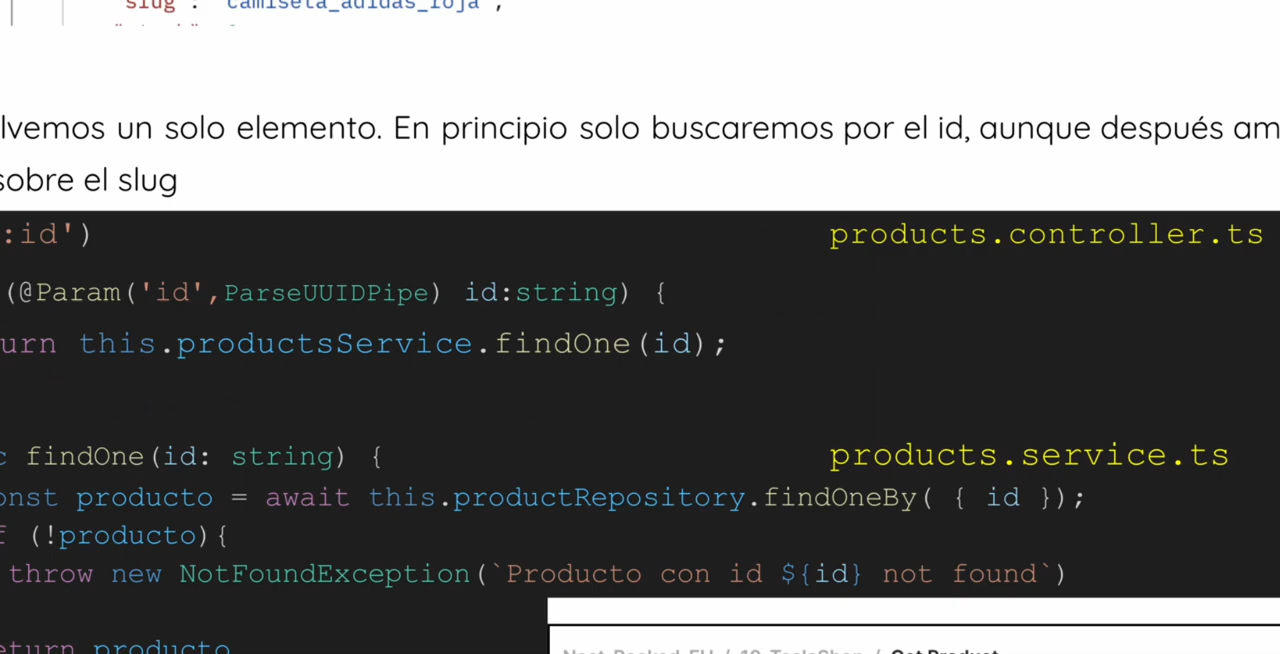 "slug": "camiseta_adidas_roja",
lvemos un solo elemento. En principio solo buscaremos por el id, aunque después am
sobre el slug
:id') products.controller.ts
(@Param('id',ParseUUIDPipe) id:string) {
urn this.productsService.findOne(id);
c findOne(id: string) { products.service.ts
onst producto = await this.productRepository.findOneBy( { id });
f (!producto){
throw new NotFoundException(`Producto con id ${id} not found`)
eturn producto
/ Get Product